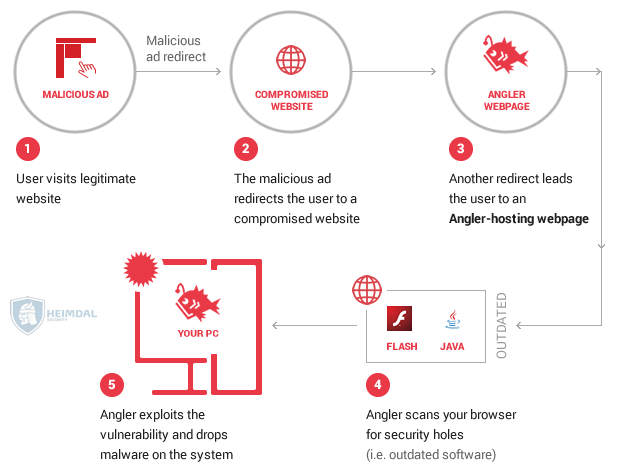 MALICIOUS AD
Malicious
ad redirect
COMPROMISED
WEBSITE
ANGLER
WEBPAGE
1
User visits legitimate
website
2
The malicious ad
redirects the user to a
compromised website
3
Another redirect leads
the user to an
Angler-hosting webpage
HEIMDAL
SECURITY
YOUR PC
FLASH
JAVA
OUTDATED
5
Angler exploits the
vulnerability and drops
malware on the system
4
Angler scans your browser
for security holes
(i.e. outdated software)